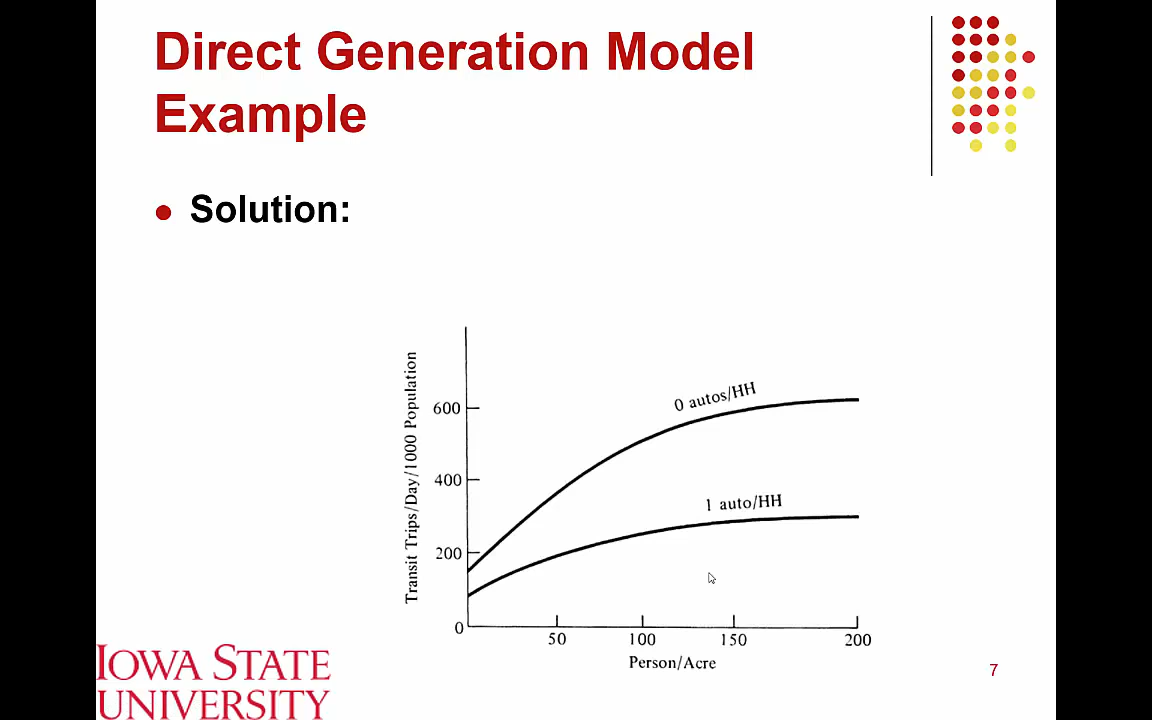 Direct Generation Model
Example
Solution:
Transit Trips/Day/1000 Population
600
400
200
0
0 autos/HH
1 auto/HH
50 100 150 200
Person/Acre
IOWA STATE
UNIVERSITY
7